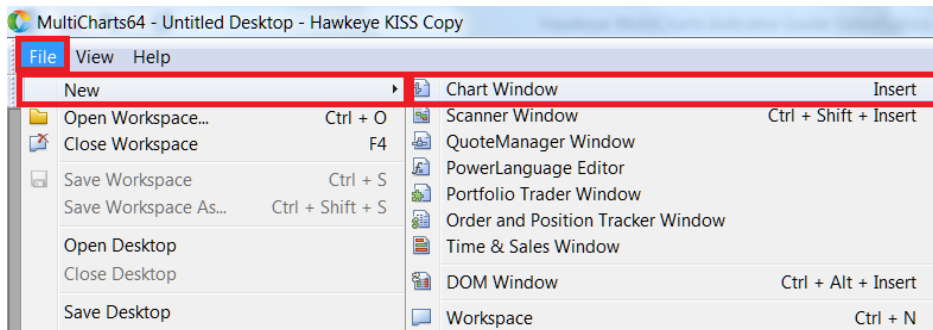 MultiCharts64 - Untitled Desktop - Hawkeye KISS Copy
File View Help
New
Open Workspace... Ctrl + O
Close Workspace F4
Save Workspace Ctrl + S
Save Workspace As... Ctrl + Shift + S
Open Desktop
Close Desktop
Save Desktop
Chart Window Insert
Scanner Window Ctrl + Shift + Insert
QuoteManager Window
PowerLanguage Editor
Portfolio Trader Window
Order and Position Tracker Window
Time & Sales Window
DOM Window Ctrl + Alt + Insert
Workspace Ctrl + N